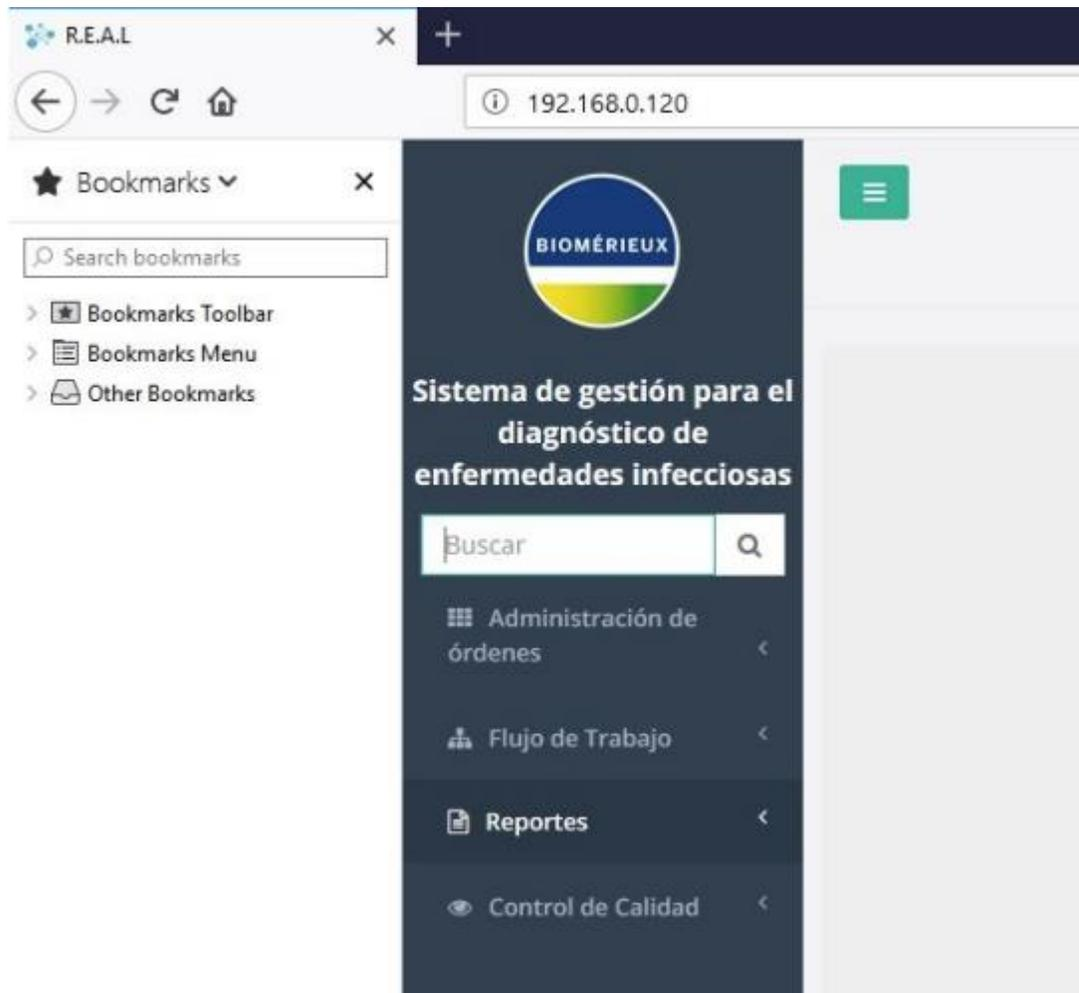 R.E.A.L
192.168.0.120
Bookmarks
Search bookmarks
Bookmarks Toolbar
Bookmarks Menu
Other Bookmarks
BIOMÉRIEUX
Sistema de gestión para el
diagnóstico de
enfermedades infecciosas
Buscar
Administración de
órdenes
Flujo de Trabajo
Reportes
Control de Calidad